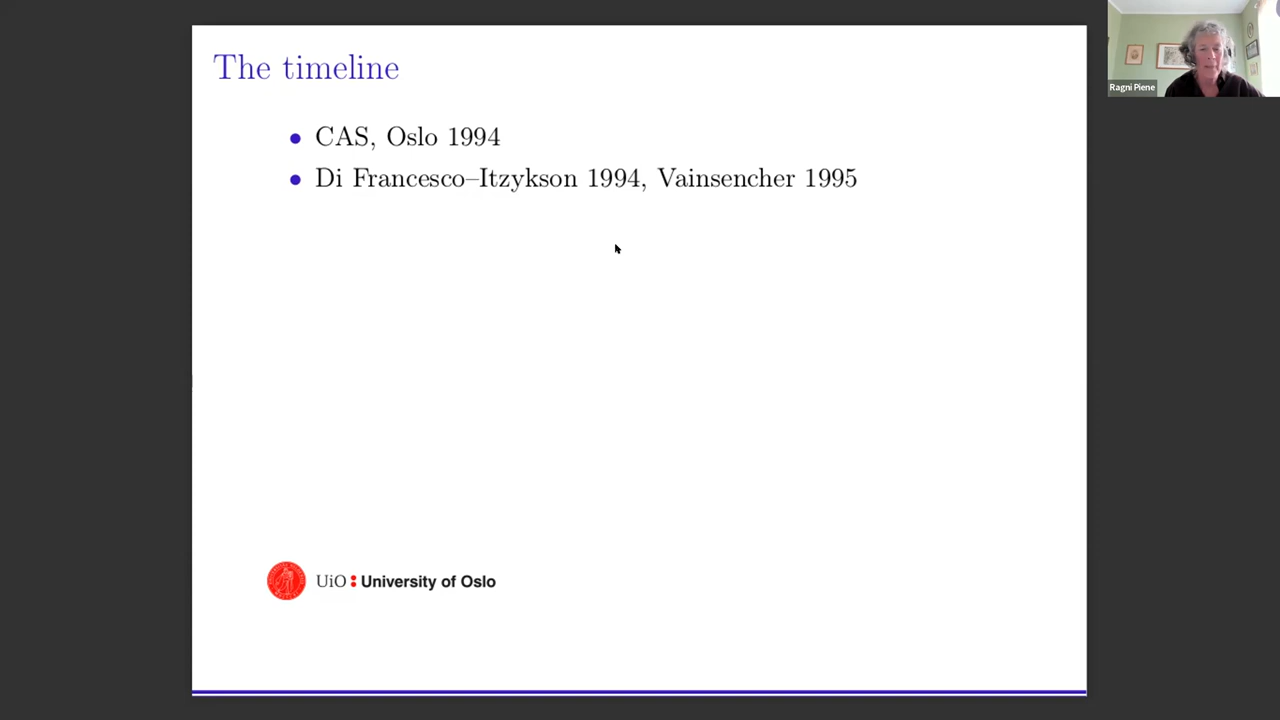 The timeline
CAS, Oslo 1994
Di Francesco–Itzykson 1994, Vainsencher 1995
UiO : University of Oslo
Ragni Piene